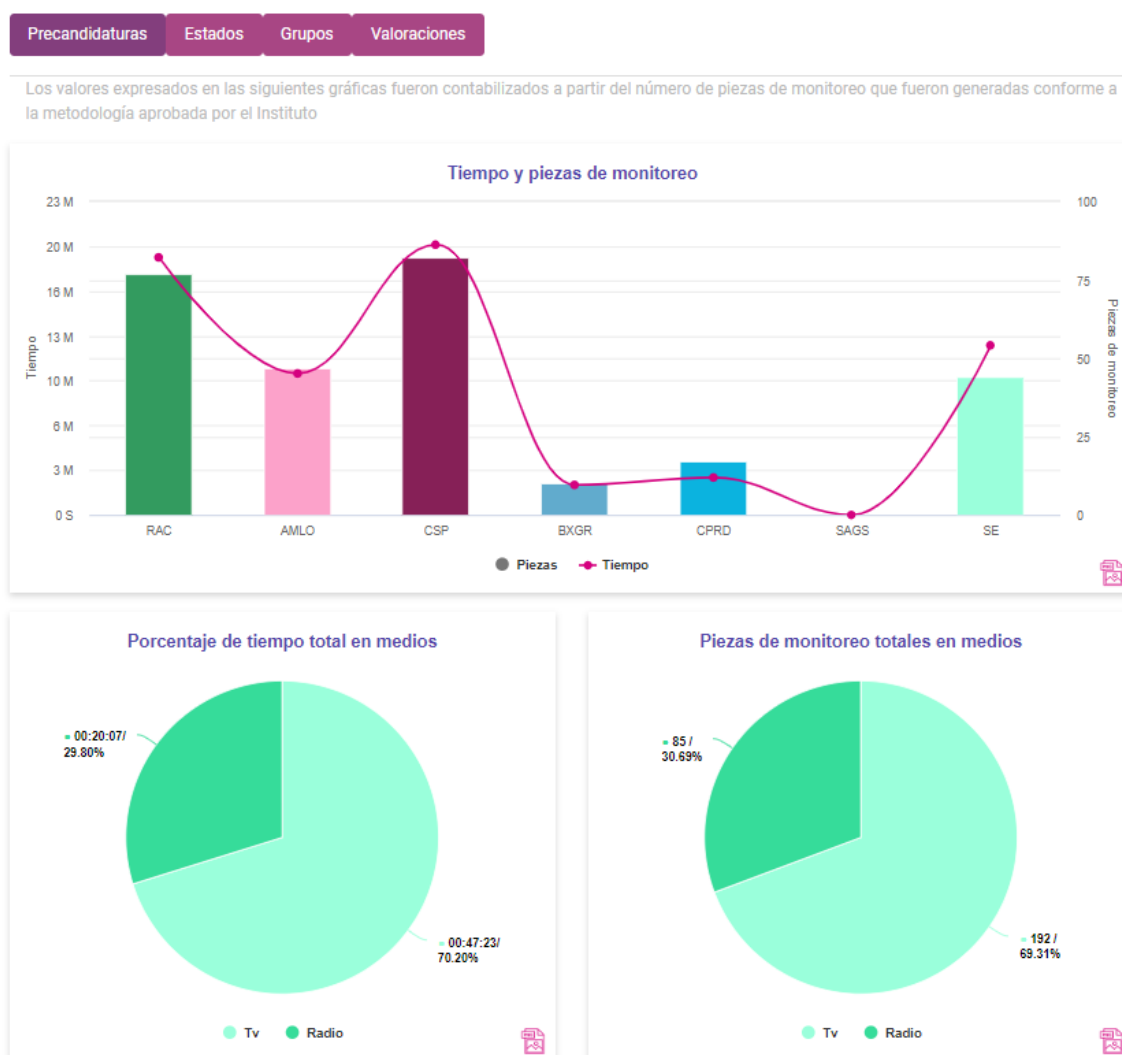 Precandidaturas Estados Grupos Valoraciones
Los valores expresados en las siguientes gráficas fueron contabilizados a partir del número de piezas de monitoreo que fueron generadas conforme a
la metodología aprobada por el Instituto
Tiempo y piezas de monitoreo
23 M 100
20 M
75
16 M
13 M
50
10 M
6 M
25
3 M
0 S 0
Tiempo
Piezas de monitoreo
RAC AMLO CSP BXGR CPRD SAGS SE
Piezas Tiempo
Porcentaje de tiempo total en medios
00:20:07/
29.80%
00:47:23/
70.20%
Tv Radio
Piezas de monitoreo totales en medios
85 /
30.69%
192 /
69.31%
Tv Radio